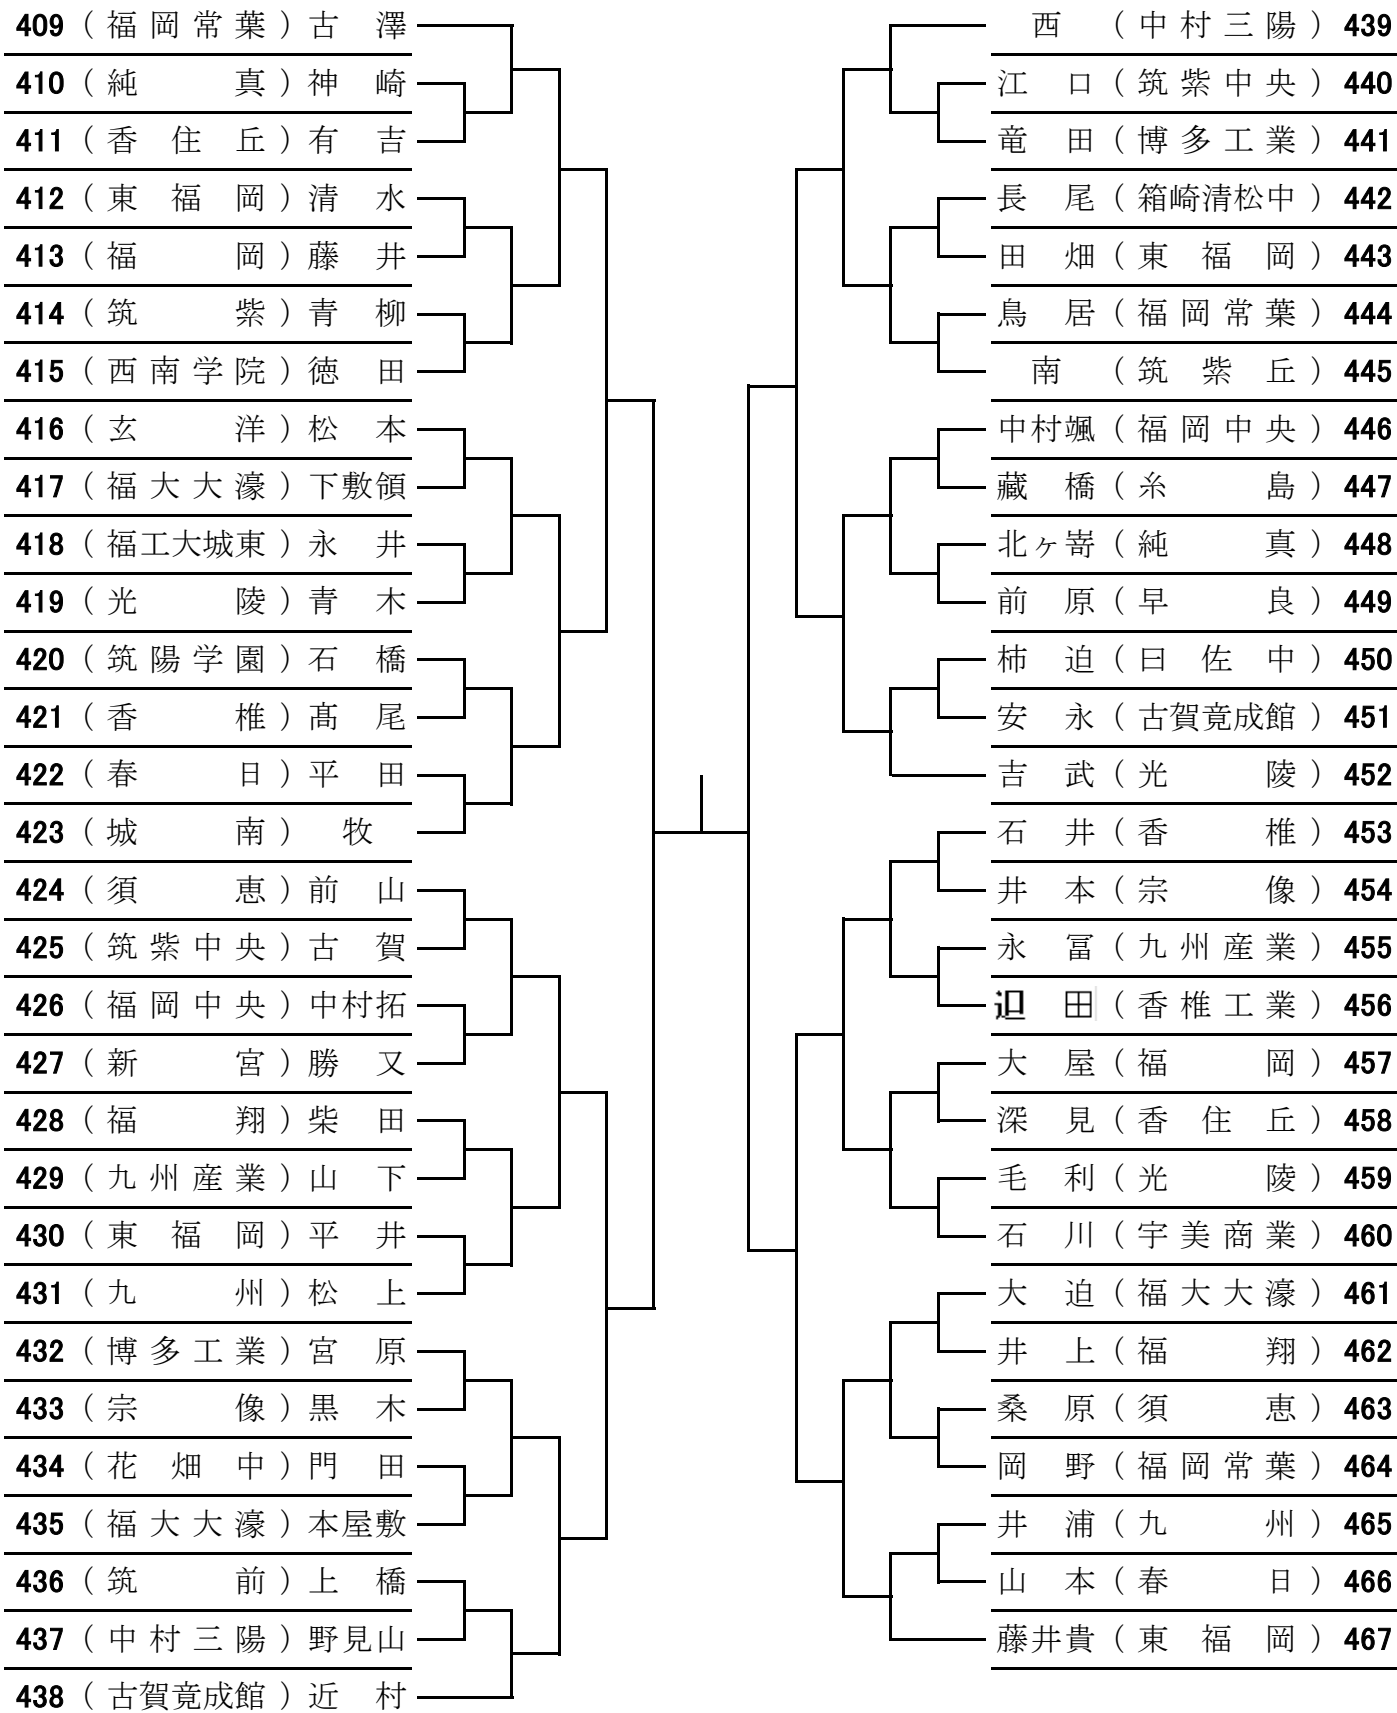 409 (福岡常葉) 古澤
410 (純真) 神崎
411 (香住丘) 有吉
412 (東福岡) 清水
413 (福岡) 藤井
414 (筑紫) 青柳
415 (西南学院) 徳田
416 (玄洋) 松本
417 (福大大濠) 下敷領
418 (福工大城東) 永井
419 (光陵) 青木
420 (筑陽学園) 石橋
421 (香椎) 髙尾
422 (春日) 平田
423 (城南) 牧
424 (須恵) 前山
425 (筑紫中央) 古賀
426 (福岡中央) 中村拓
427 (新宮) 勝又
428 (福翔) 柴田
429 (九州産業) 山下
430 (東福岡) 平井
431 (九州) 松上
432 (博多工業) 宮原
433 (宗像) 黒木
434 (花畑中) 門田
435 (福大大濠) 本屋敷
436 (筑前) 上橋
437 (中村三陽) 野見山
438 (古賀竟成館) 近村
西 (中村三陽) 439
江口 (筑紫中央) 440
竜田 (博多工業) 441
長尾 (箱崎清松中) 442
田畑 (東福岡) 443
鳥居 (福岡常葉) 444
南 (筑紫丘) 445
中村颯 (福岡中央) 446
藏橋 (糸島) 447
北ヶ嵜 (純真) 448
前原 (早良) 449
柿迫 (曰佐中) 450
安永 (古賀竟成館) 451
吉武 (光陵) 452
石井 (香椎) 453
井本 (宗像) 454
永冨 (九州産業) 455
田 (香椎工業) 456
大屋 (福岡) 457
深見 (香住丘) 458
毛利 (光陵) 459
石川 (宇美商業) 460
大迫 (福大大濠) 461
井上 (福翔) 462
桑原 (須恵) 463
岡野 (福岡常葉) 464
井浦 (九州) 465
山本 (春日) 466
藤井貴 (東福岡) 467